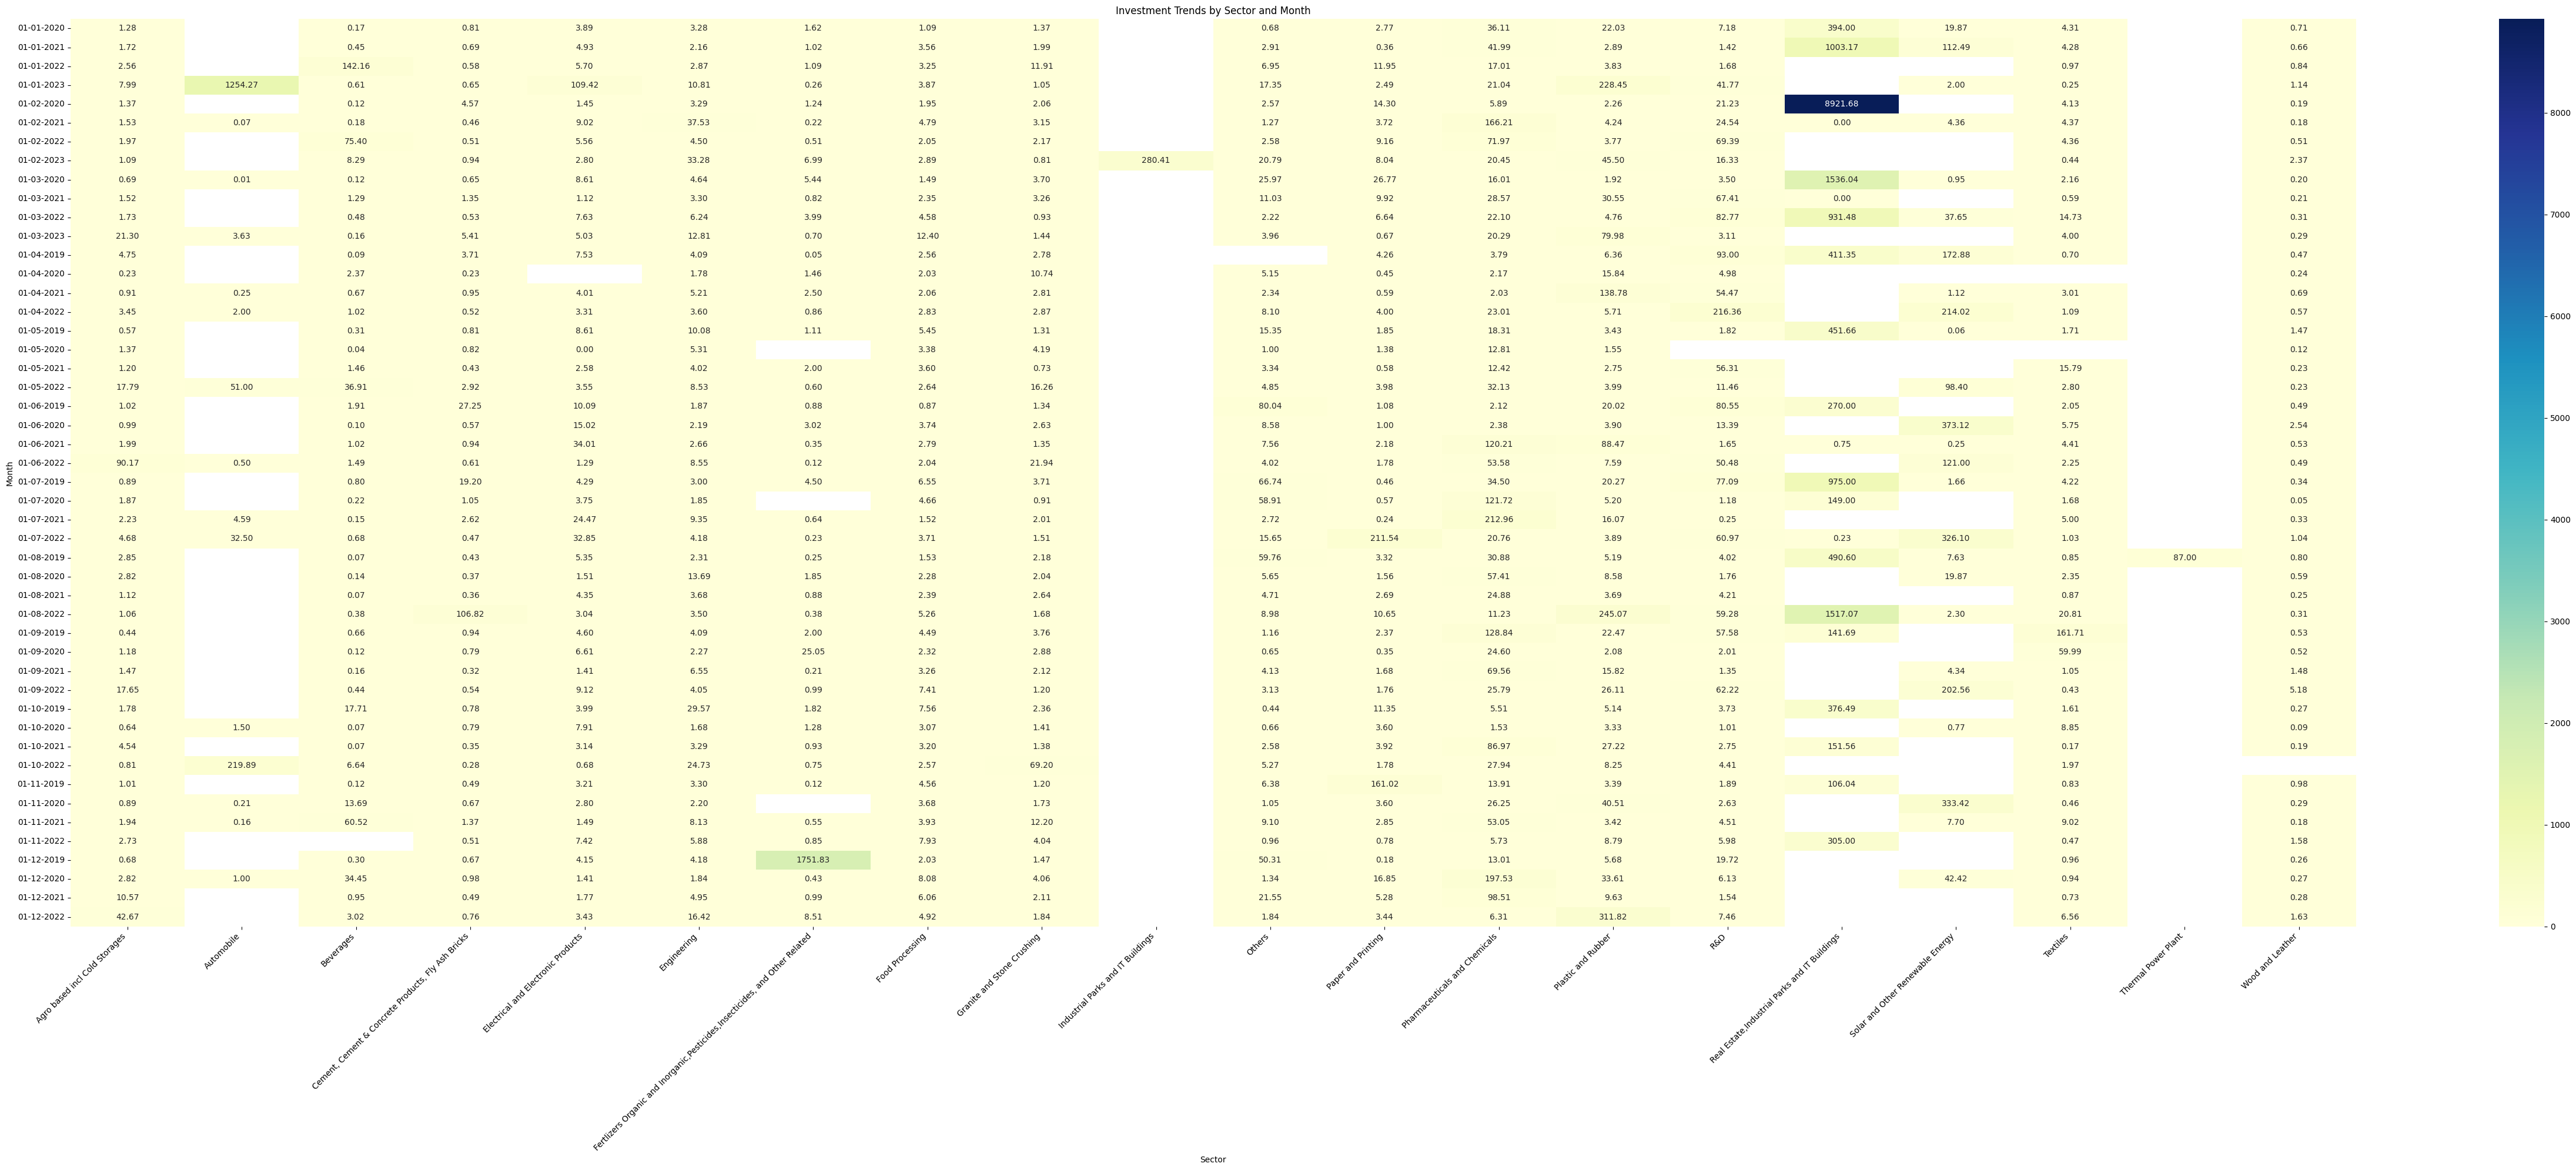 Investment Trends by Sector and Month
01-01-2020 1.28 0.17 0.81 3.89 3.28 1.62 1.09 1.37 0.68 2.77 36.11 22.03 7.18 394.00 19.87 4.31 0.71
01-01-2021 1.72 0.45 0.69 4.93 2.16 1.02 3.56 1.99 2.91 0.36 41.99 2.89 1.42 1003.17 112.49 4.28 0.66
01-01-2022 2.56 142.16 0.58 5.70 2.87 1.09 3.25 11.91 6.95 11.95 17.01 3.83 1.68 0.97 0.84
01-01-2023 7.99 1254.27 0.61 0.65 109.42 10.81 0.26 3.87 1.05 17.35 2.49 21.04 228.45 41.77 2.00 0.25 1.14
01-02-2020 1.37 0.12 4.57 1.45 3.29 1.24 1.95 2.06 2.57 14.30 5.89 2.26 21.23 8921.68 4.13 0.19
01-02-2021 1.53 0.07 0.18 0.46 9.02 37.53 0.22 4.79 3.15 1.27 3.72 166.21 4.24 24.54 0.00 4.36 4.37 0.18
01-02-2022 1.97 75.40 0.51 5.56 4.50 0.51 2.05 2.17 2.58 9.16 71.97 3.77 69.39 4.36 0.51
01-02-2023 1.09 8.29 0.94 2.80 33.28 6.99 2.89 0.81 280.41 20.79 8.04 20.45 45.50 16.33 0.44 2.37
01-03-2020 0.69 0.01 0.12 0.65 8.61 4.64 5.44 1.49 3.70 25.97 26.77 16.01 1.92 3.50 1536.04 0.95 2.16 0.20
01-03-2021 1.52 1.29 1.35 1.12 3.30 0.82 2.35 3.26 11.03 9.92 28.57 30.55 67.41 0.00 0.59 0.21
01-03-2022 1.73 0.48 0.53 7.63 6.24 3.99 4.58 0.93 2.22 6.64 22.10 4.76 82.77 931.48 37.65 14.73 0.31
01-03-2023 21.30 3.63 0.16 5.41 5.03 12.81 0.70 12.40 1.44 3.96 0.67 20.29 79.98 3.11 4.00 0.29
01-04-2019 4.75 0.09 3.71 7.53 4.09 0.05 2.56 2.78 4.26 3.79 6.36 93.00 411.35 172.88 0.70 0.47
01-04-2020 0.23 2.37 0.23 1.78 1.46 2.03 10.74 5.15 0.45 2.17 15.84 4.98 0.24
01-04-2021 0.91 0.25 0.67 0.95 4.01 5.21 2.50 2.06 2.81 2.34 0.59 2.03 138.78 54.47 1.12 3.01 0.69
01-04-2022 3.45 2.00 1.02 0.52 3.31 3.60 0.86 2.83 2.87 8.10 4.00 23.01 5.71 216.36 214.02 1.09 0.57
01-05-2019 0.57 0.31 0.81 8.61 10.08 1.11 5.45 1.31 15.35 1.85 18.31 3.43 1.82 451.66 0.06 1.71 1.47
01-05-2020 1.37 0.04 0.82 0.00 5.31 3.38 4.19 1.00 1.38 12.81 1.55 0.12
01-05-2021 1.20 1.46 0.43 2.58 4.02 2.00 3.60 0.73 3.34 0.58 12.42 2.75 56.31 15.79 0.23
01-05-2022 17.79 51.00 36.91 2.92 3.55 8.53 0.60 2.64 16.26 4.85 3.98 32.13 3.99 11.46 98.40 2.80 0.23
01-06-2019 1.02 1.91 27.25 10.09 1.87 0.88 0.87 1.34 80.04 1.08 2.12 20.02 80.55 270.00 2.05 0.49
01-06-2020 0.99 0.10 0.57 15.02 2.19 3.02 3.74 2.63 8.58 1.00 2.38 3.90 13.39 373.12 5.75 2.54
01-06-2021 1.99 1.02 0.94 34.01 2.66 0.35 2.79 1.35 7.56 2.18 120.21 88.47 1.65 0.75 0.25 4.41 0.53
01-06-2022 90.17 0.50 1.49 0.61 1.29 8.55 0.12 2.04 21.94 4.02 1.78 53.58 7.59 50.48 121.00 2.25 0.49
01-07-2019 0.89 0.80 19.20 4.29 3.00 4.50 6.55 3.71 66.74 0.46 34.50 20.27 77.09 975.00 1.66 4.22 0.34
01-07-2020 1.87 0.22 1.05 3.75 1.85 4.66 0.91 58.91 0.57 121.72 5.20 1.18 149.00 1.68 0.05
01-07-2021 2.23 4.59 0.15 2.62 24.47 9.35 0.64 1.52 2.01 2.72 0.24 212.96 16.07 0.25 5.00 0.33
01-07-2022 4.68 32.50 0.68 0.47 32.85 4.18 0.23 3.71 1.51 15.65 211.54 20.76 3.89 60.97 0.23 326.10 1.03 1.04
01-08-2019 2.85 0.07 0.43 5.35 2.31 0.25 1.53 2.18 59.76 3.32 30.88 5.19 4.02 490.60 7.63 0.85 87.00 0.80
01-08-2020 2.82 0.14 0.37 1.51 13.69 1.85 2.28 2.04 5.65 1.56 57.41 8.58 1.76 19.87 2.35 0.59
01-08-2021 1.12 0.07 0.36 4.35 3.68 0.88 2.39 2.64 4.71 2.69 24.88 3.69 4.21 0.87 0.25
01-08-2022 1.06 0.38 106.82 3.04 3.50 0.38 5.26 1.68 8.98 10.65 11.23 245.07 59.28 1517.07 2.30 20.81 0.31
01-09-2019 0.44 0.66 0.94 4.60 4.09 2.00 4.49 3.76 1.16 2.37 128.84 22.47 57.58 141.69 161.71 0.53
01-09-2020 1.18 0.12 0.79 6.61 2.27 25.05 2.32 2.88 0.65 0.35 24.60 2.08 2.01 59.99 0.52
01-09-2021 1.47 0.16 0.32 1.41 6.55 0.21 3.26 2.12 4.13 1.68 69.56 15.82 1.35 4.34 1.05 1.48
01-09-2022 17.65 0.44 0.54 9.12 4.05 0.99 7.41 1.20 3.13 1.76 25.79 26.11 62.22 202.56 0.43 5.18
01-10-2019 1.78 17.71 0.78 3.99 29.57 1.82 7.56 2.36 0.44 11.35 5.51 5.14 3.73 376.49 1.61 0.27
01-10-2020 0.64 1.50 0.07 0.79 7.91 1.68 1.28 3.07 1.41 0.66 3.60 1.53 3.33 1.01 0.77 8.85 0.09
01-10-2021 4.54 0.07 0.35 3.14 3.29 0.93 3.20 1.38 2.58 3.92 86.97 27.22 2.75 151.56 0.17 0.19
01-10-2022 0.81 219.89 6.64 0.28 0.68 24.73 0.75 2.57 69.20 5.27 1.78 27.94 8.25 4.41 1.97
01-11-2019 1.01 0.12 0.49 3.21 3.30 0.12 4.56 1.20 6.38 161.02 13.91 3.39 1.89 106.04 0.83 0.98
01-11-2020 0.89 0.21 13.69 0.67 2.80 2.20 3.68 1.73 1.05 3.60 26.25 40.51 2.63 333.42 0.46 0.29
01-11-2021 1.94 0.16 60.52 1.37 1.49 8.13 0.55 3.93 12.20 9.10 2.85 53.05 3.42 4.51 7.70 9.02 0.18
01-11-2022 2.73 0.51 7.42 5.88 0.85 7.93 4.04 0.96 0.78 5.73 8.79 5.98 305.00 0.47 1.58
01-12-2019 0.68 0.30 0.67 4.15 4.18 1751.83 2.03 1.47 50.31 0.18 13.01 5.68 19.72 0.96 0.26
01-12-2020 2.82 1.00 34.45 0.98 1.41 1.84 0.43 8.08 4.06 1.34 16.85 197.53 33.61 6.13 42.42 0.94 0.27
01-12-2021 10.57 0.95 0.49 1.77 4.95 0.99 6.06 2.11 21.55 5.28 98.51 9.63 1.54 0.73 0.28
01-12-2022 42.67 3.02 0.76 3.43 16.42 8.51 4.92 1.84 1.84 3.44 6.31 311.82 7.46 6.56 1.63
Month
8000
7000
6000
5000
4000
3000
2000
1000
0
Agro based incl Cold Storages
Automobile
Beverages
Cement, Cement & Concrete Products, Fly Ash Bricks
Electrical and Electronic Products
Engineering
Fertlizers Organic and Inorganic,Pesticides,Insecticides, and Other Related
Food Processing
Granite and Stone Crushing
Industrial Parks and IT Buildings
Others
Paper and Printing
Pharmaceuticals and Chemicals
Plastic and Rubber
R&D
Real Estate,Industrial Parks and IT Buildings
Solar and Other Renewable Energy
Textiles
Thermal Power Plant
Wood and Leather
Sector